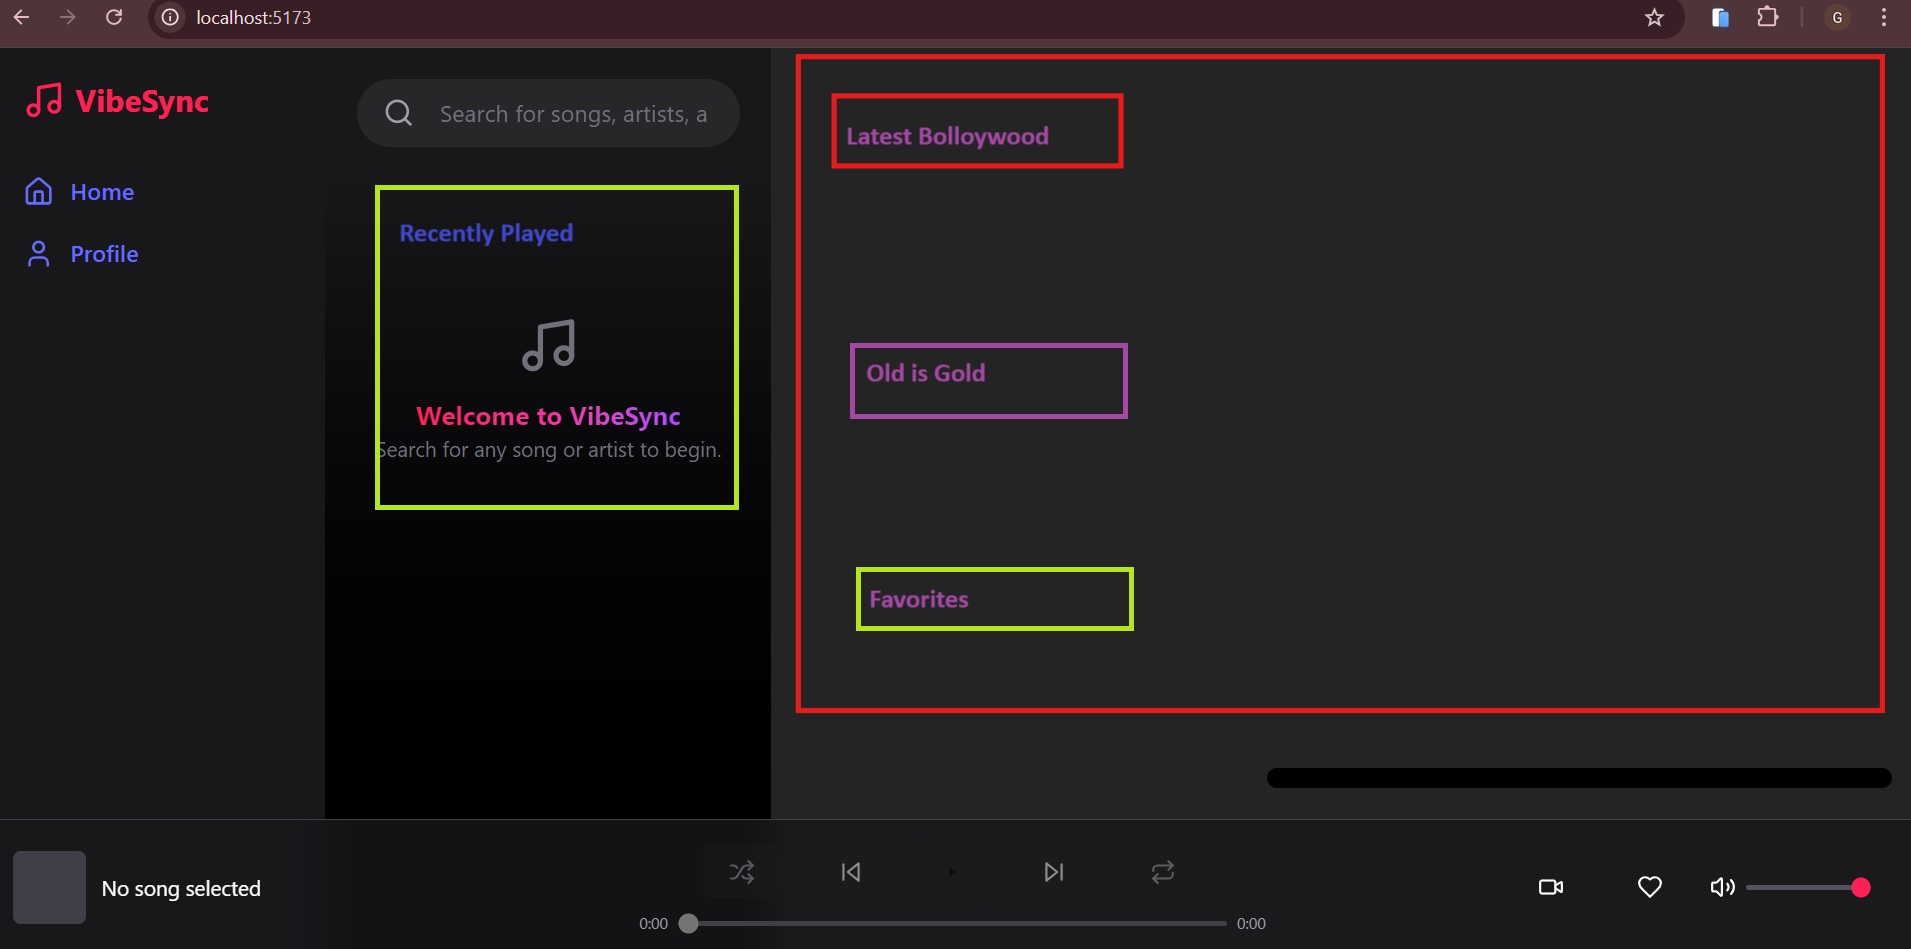 localhost:5173
G
VibeSync
Home
Profile
Search for songs, artists, a
Recently Played
Welcome to VibeSync
Search for any song or artist to begin.
Latest Bolloywood
Old is Gold
Favorites
No song selected
0:00
0:00